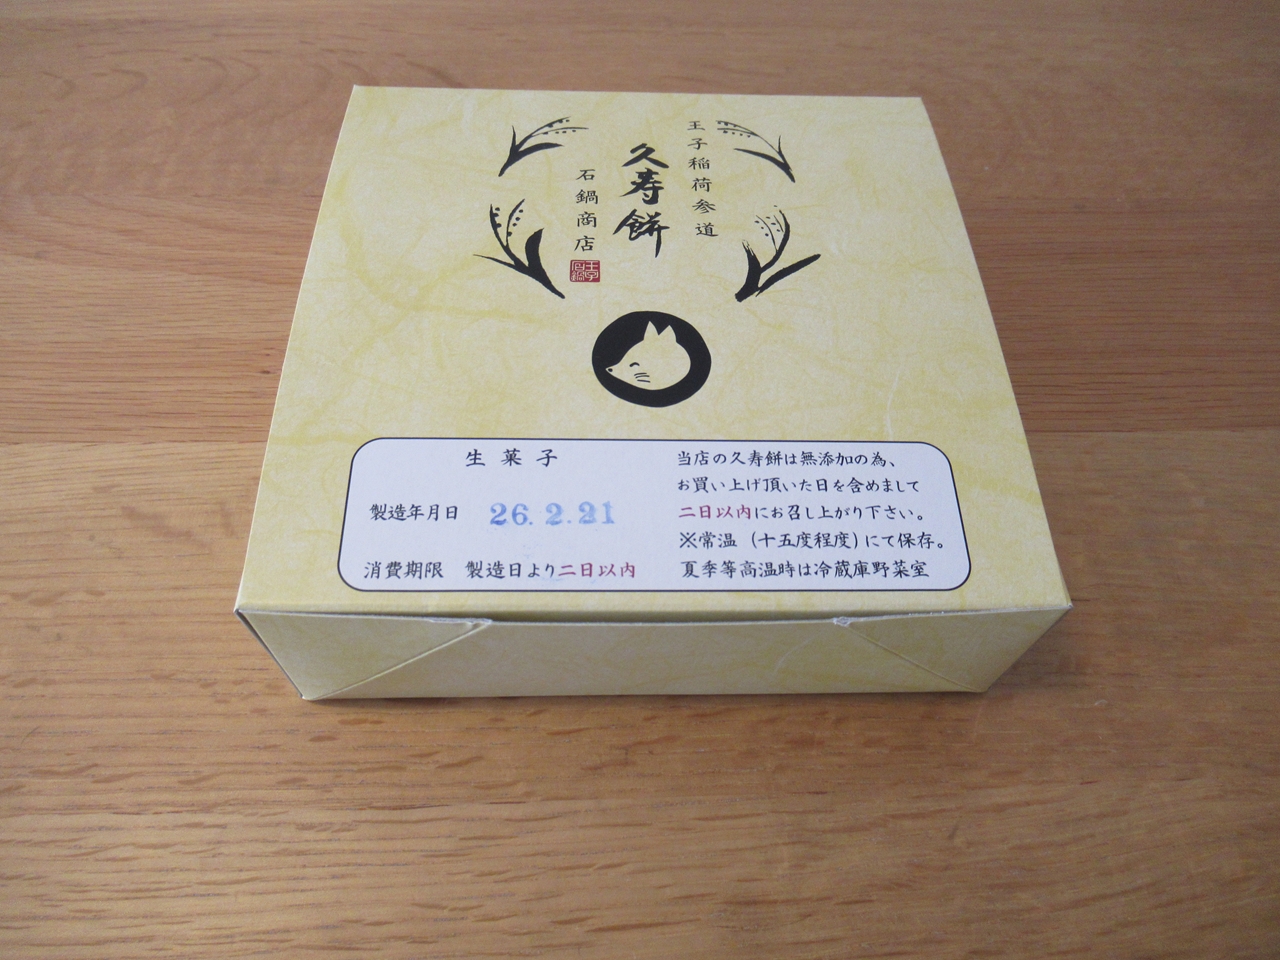 王子稲荷参道
久寿餅
石鍋商店
王子
石鍋
生菓子
製造年月日 26.2.21
消費期限 製造日より二日以内
当店の久寿餅は無添加の為、
お買い上げ頂いた日を含めまして
二日以内にお召し上がり下さい。
※常温（十五度程度）にて保存。
夏季等高温時は冷蔵庫野菜室